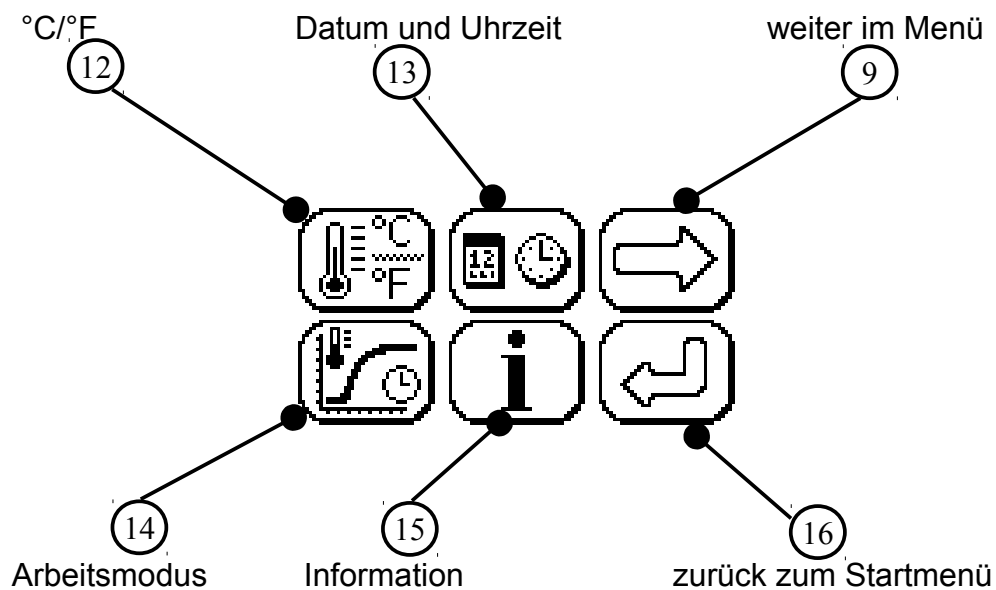 °C/°F Datum und Uhrzeit weiter im Menü
12 13 9
°C
12
°F
i
14 15 16
Arbeitsmodus Information zurück zum Startmenü